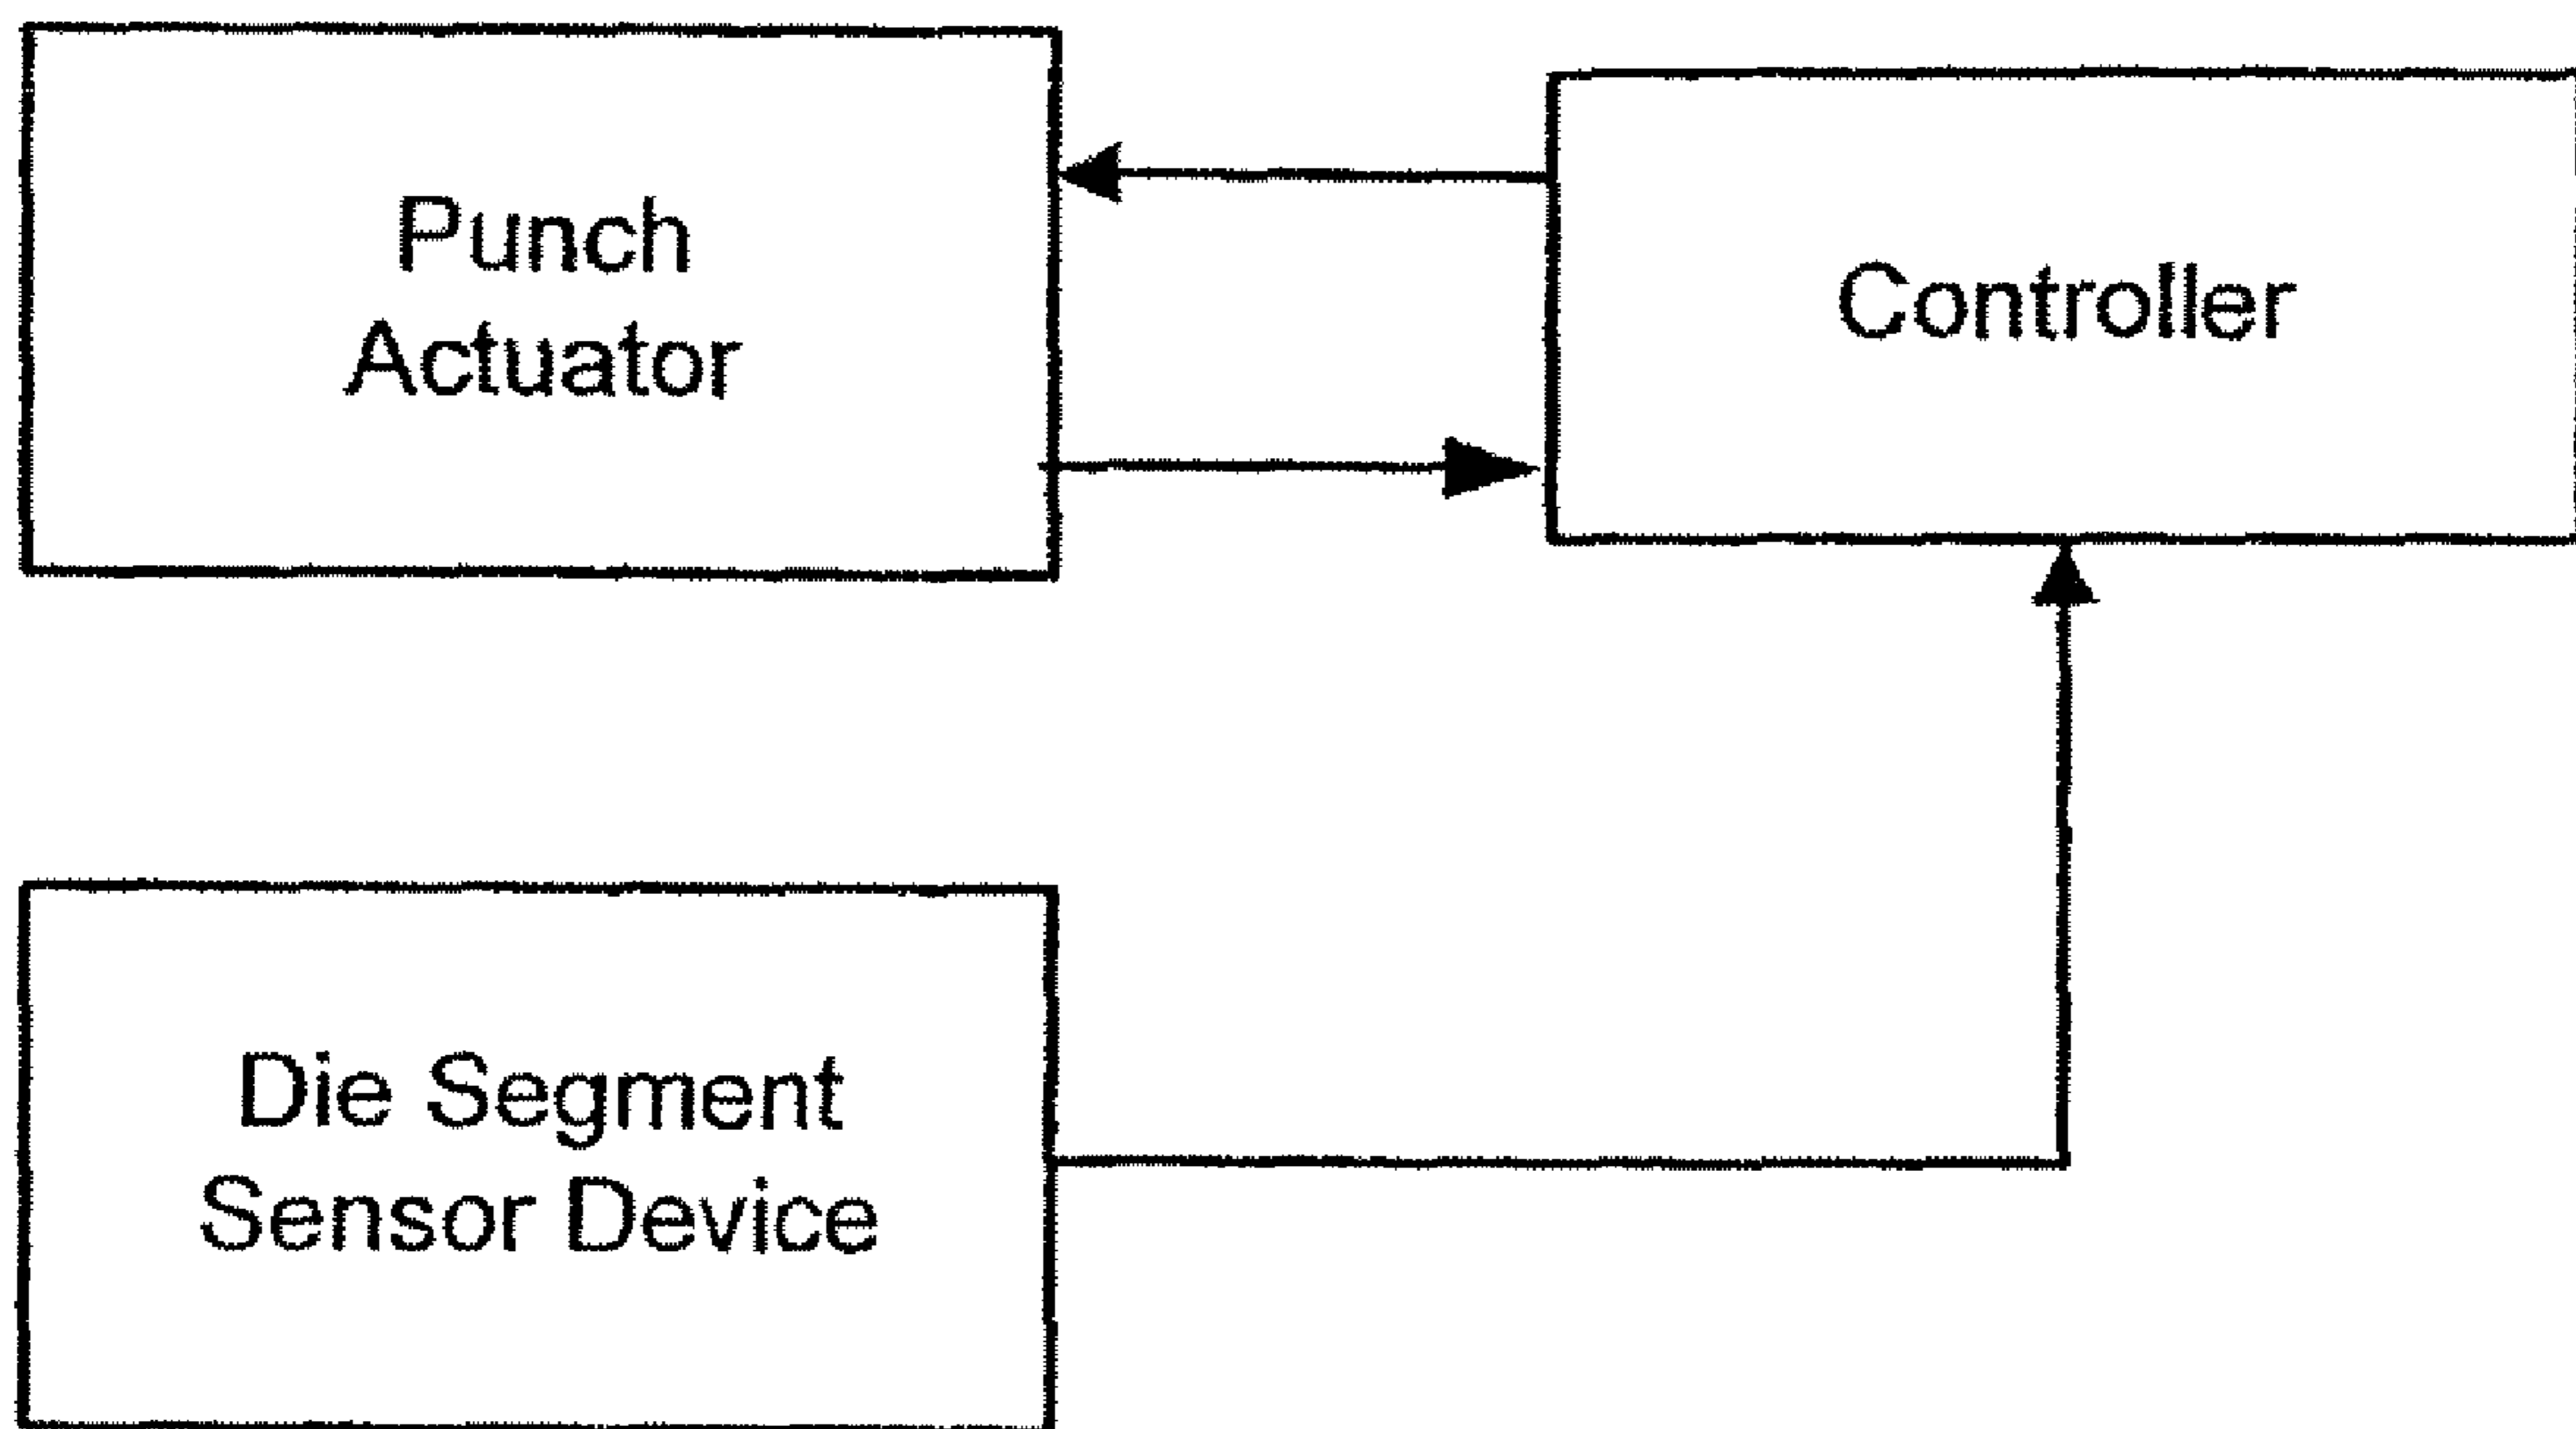 Punch
Actuator
Controller
Die Segment
Sensor Device